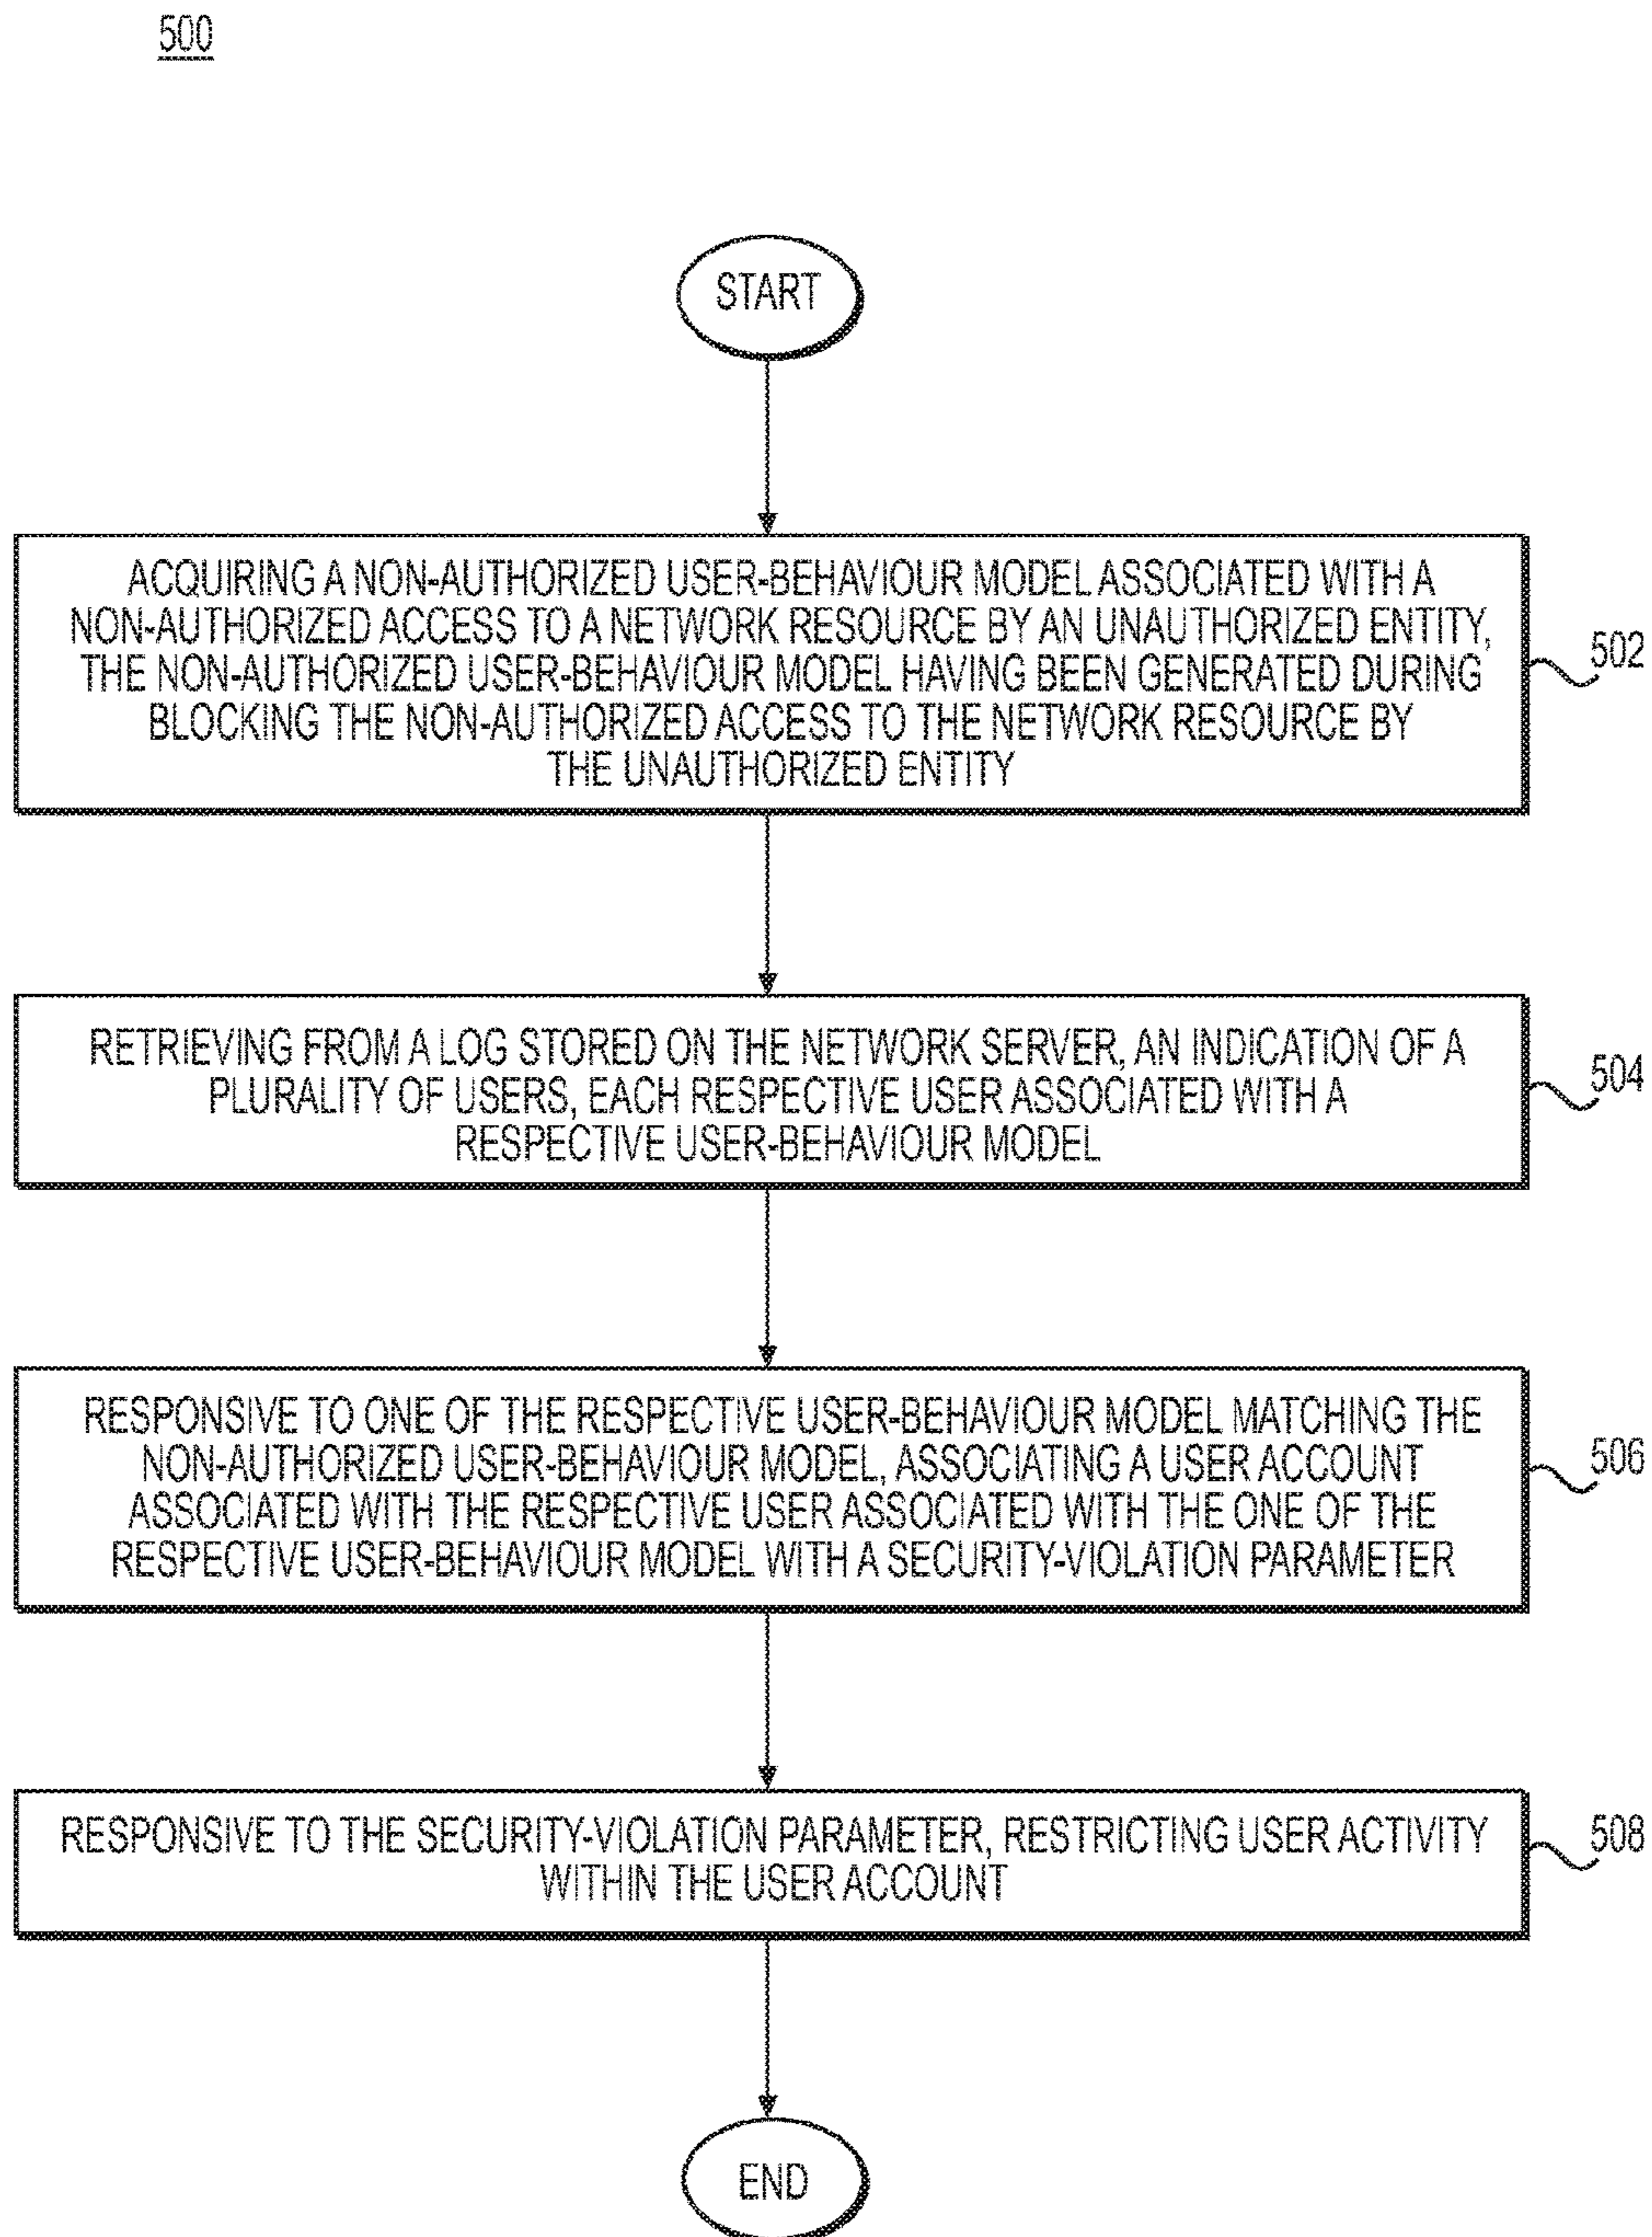 500
START
ACQUIRING A NON-AUTHORIZED USER-BEHAVIOUR MODEL ASSOCIATED WITH A
NON-AUTHORIZED ACCESS TO A NETWORK RESOURCE BY AN UNAUTHORIZED ENTITY,
THE NON-AUTHORIZED USER-BEHAVIOUR MODEL HAVING BEEN GENERATED DURING
BLOCKING THE NON-AUTHORIZED ACCESS TO THE NETWORK RESOURCE BY
THE UNAUTHORIZED ENTITY
502
RETRIEVING FROM A LOG STORED ON THE NETWORK SERVER, AN INDICATION OF A
PLURALITY OF USERS, EACH RESPECTIVE USER ASSOCIATED WITH A
RESPECTIVE USER-BEHAVIOUR MODEL
504
RESPONSIVE TO ONE OF THE RESPECTIVE USER-BEHAVIOUR MODEL MATCHING THE
NON-AUTHORIZED USER-BEHAVIOUR MODEL, ASSOCIATING A USER ACCOUNT
ASSOCIATED WITH THE RESPECTIVE USER ASSOCIATED WITH THE ONE OF THE
RESPECTIVE USER-BEHAVIOUR MODEL WITH A SECURITY-VIOLATION PARAMETER
506
RESPONSIVE TO THE SECURITY-VIOLATION PARAMETER, RESTRICTING USER ACTIVITY
WITHIN THE USER ACCOUNT
508
END